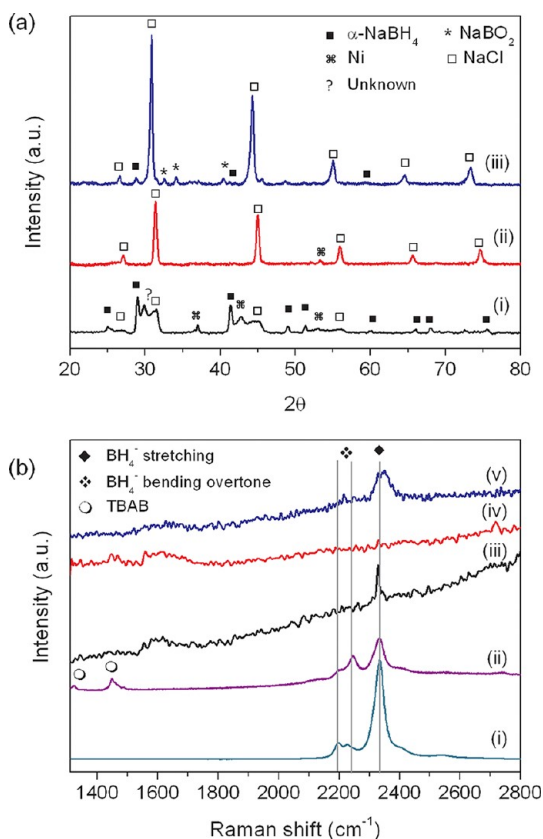 (a)
■ α-NaBH₄ * NaBO₂
⌘ Ni □ NaCl
? Unknown
Intensity (a.u.)
(iii)
(ii)
?
(i)
20 30 40 50 60 70 80
2θ
(b)
◆ BH₄⁻ stretching
❖ BH₄⁻ bending overtone
❍ TBAB
Intensity (a.u.)
(v)
(iv)
(iii)
(ii)
(i)
1400 1600 1800 2000 2200 2400 2600 2800
Raman shift (cm⁻¹)